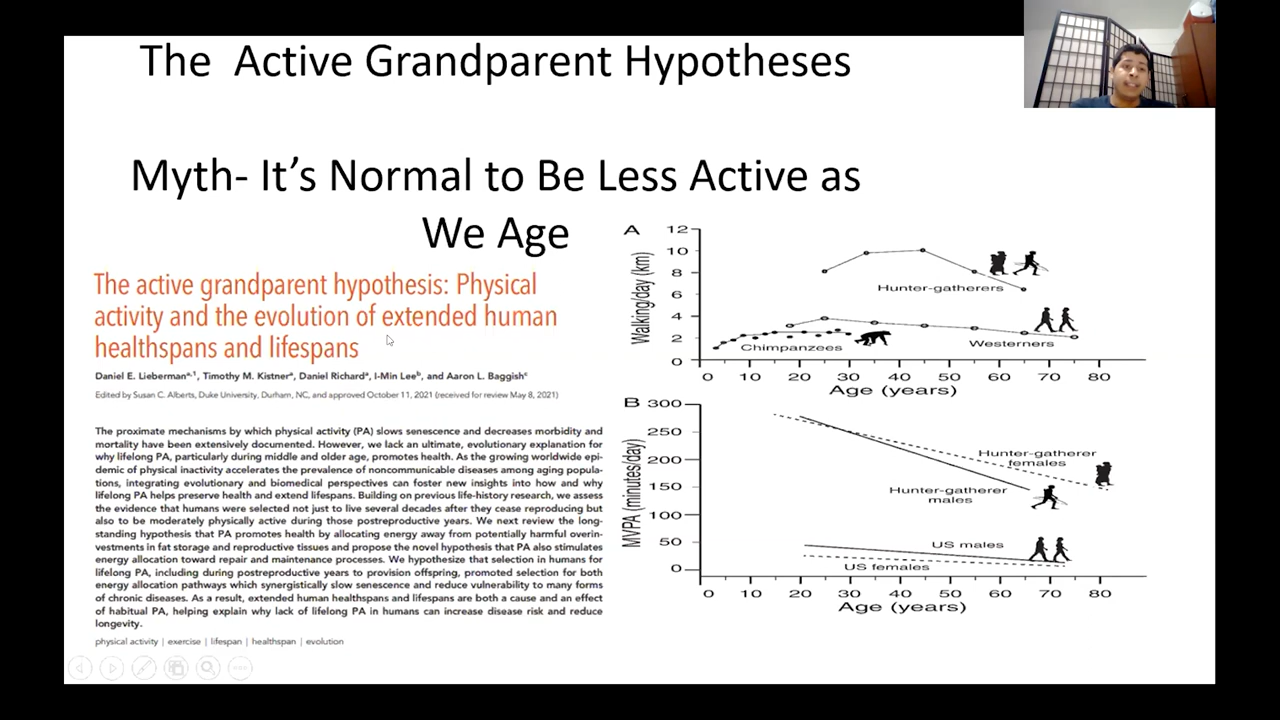 The  Active Grandparent Hypotheses
Myth- It’s Normal to Be Less Active as
We Age
The active grandparent hypothesis: Physical
activity and the evolution of extended human
healthspans and lifespans
Daniel E. Liebermanᵃ,¹, Timothy M. Kistnerᵃ, Daniel Richardᵃ, I-Min Leeᵇ, and Aaron L. Baggishᶜ
Edited by Susan C. Alberts, Duke University, Durham, NC, and approved October 11, 2021 (received for review May 8, 2021)
The proximate mechanisms by which physical activity (PA) slows senescence and decreases morbidity and
mortality have been extensively documented. However, we lack an ultimate, evolutionary explanation for
why lifelong PA, particularly during middle and older age, promotes health. As the growing worldwide epi-
demic of physical inactivity accelerates the prevalence of noncommunicable diseases among aging popula-
tions, integrating evolutionary and biomedical perspectives can foster new insights into how and why
lifelong PA helps preserve health and extend lifespans. Building on previous life-history research, we assess
the evidence that humans were selected not just to live several decades after they cease reproducing but
also to be moderately physically active during those postreproductive years. We next review the long-
standing hypothesis that PA promotes health by allocating energy away from potentially harmful overin-
vestments in fat storage and reproductive tissues and propose the novel hypothesis that PA also stimulates
energy allocation toward repair and maintenance processes. We hypothesize that selection in humans for
lifelong PA, including during postreproductive years to provision offspring, promoted selection for both
energy allocation pathways which synergistically slow senescence and reduce vulnerability to many forms
of chronic diseases. As a result, extended human healthspans and lifespans are both a cause and an effect
of habitual PA, helping explain why lack of lifelong PA in humans can increase disease risk and reduce
longevity.
physical activity | exercise | lifespan | healthspan | evolution
A
Walking/day (km)
12
10
8
6
4
2
0
Hunter-gatherers
Westerners
Chimpanzees
0 10 20 30 40 50 60 70 80
Age (years)
B
MVPA (minutes/day)
300
250
200
150
100
50
0
Hunter-gatherer
females
Hunter-gatherer
males
US males
US females
0 10 20 30 40 50 60 70 80
Age (years)